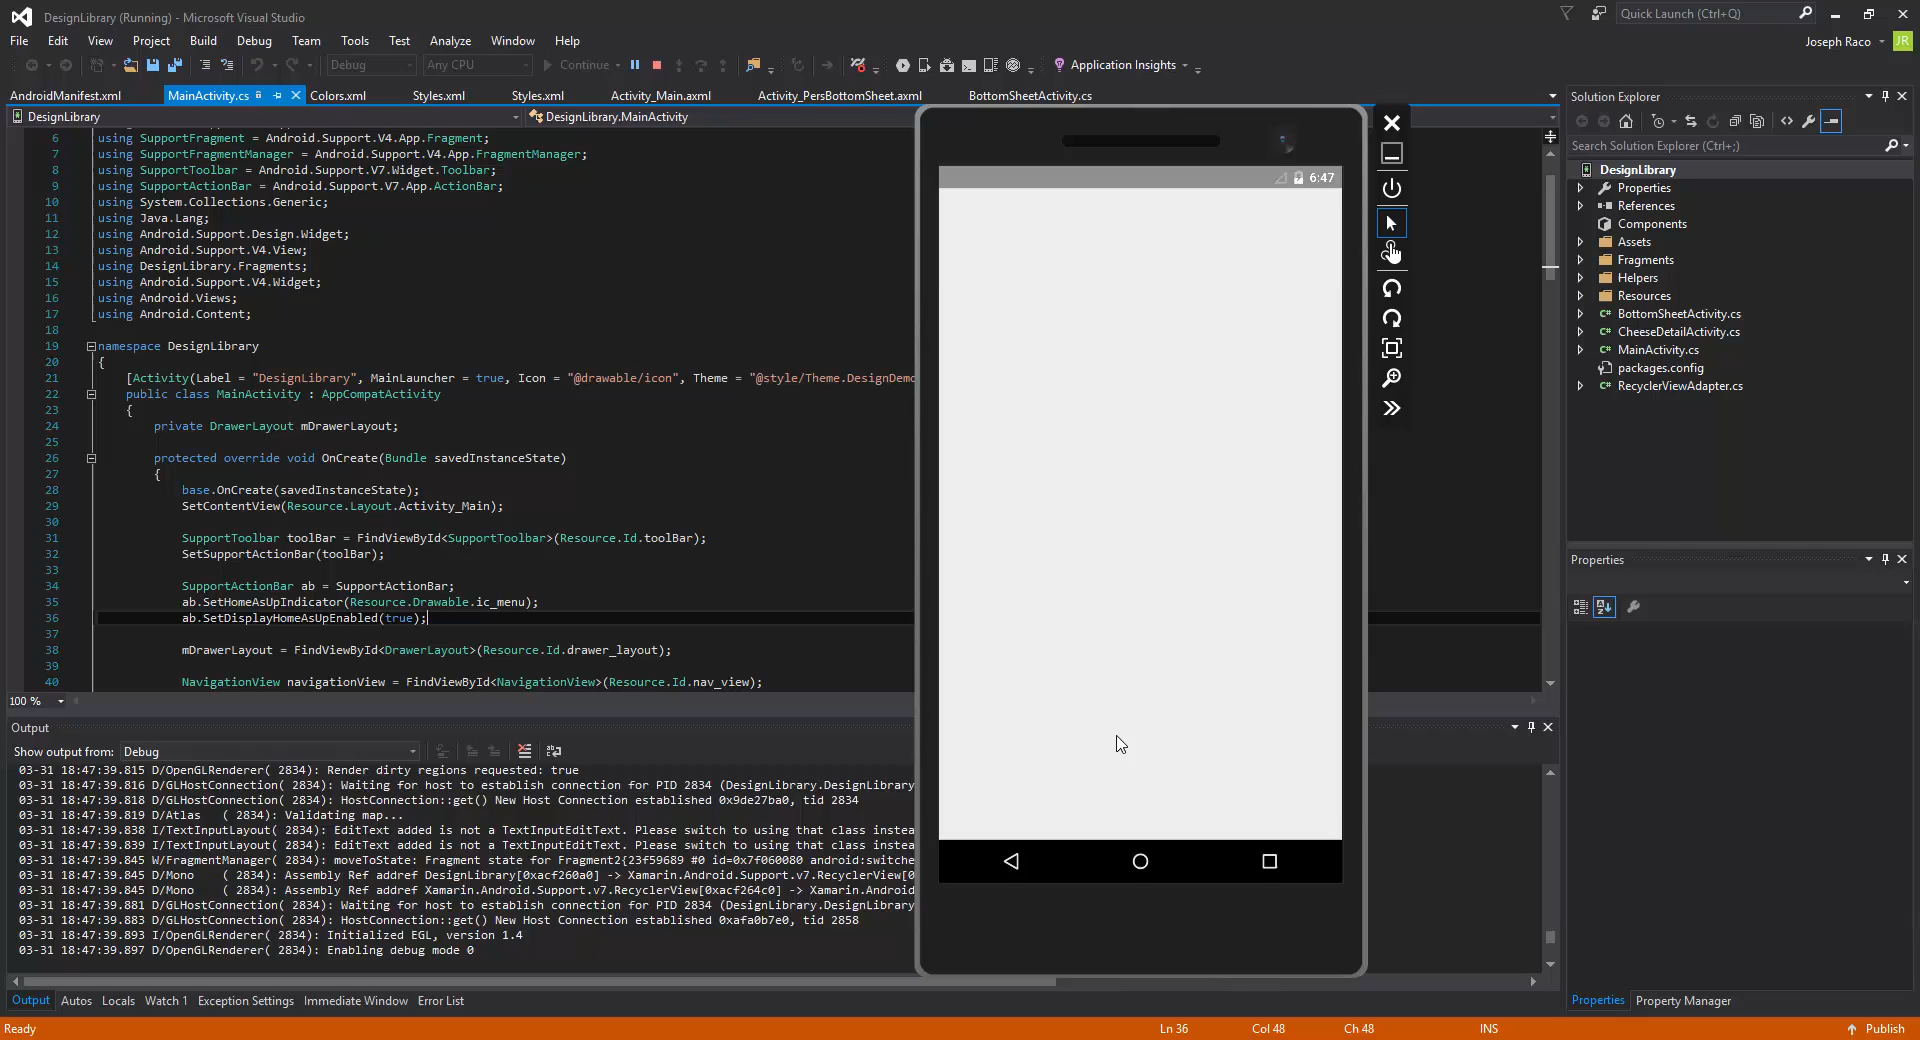 DesignLibrary (Running) - Microsoft Visual Studio
Quick Launch (Ctrl+Q)
File Edit View Project Build Debug Team Tools Test Analyze Window Help
Joseph Raco JR
Debug Any CPU Continue Application Insights
AndroidManifest.xml MainActivity.cs Colors.xml Styles.xml Styles.xml Activity_Main.axml Activity_PersBottomSheet.axml BottomSheetActivity.cs
DesignLibrary DesignLibrary.MainActivity
6 using SupportFragment = Android.Support.V4.App.Fragment;
7 using SupportFragmentManager = Android.Support.V4.App.FragmentManager;
8 using SupportToolbar = Android.Support.V7.Widget.Toolbar;
9 using SupportActionBar = Android.Support.V7.App.ActionBar;
10 using System.Collections.Generic;
11 using Java.Lang;
12 using Android.Support.Design.Widget;
13 using Android.Support.V4.View;
14 using DesignLibrary.Fragments;
15 using Android.Support.V4.Widget;
16 using Android.Views;
17 using Android.Content;
18
19 namespace DesignLibrary
20 {
21 [Activity(Label = "DesignLibrary", MainLauncher = true, Icon = "@drawable/icon", Theme = "@style/Theme.DesignDemo
22 public class MainActivity : AppCompatActivity
23 {
24 private DrawerLayout mDrawerLayout;
25
26 protected override void OnCreate(Bundle savedInstanceState)
27 {
28 base.OnCreate(savedInstanceState);
29 SetContentView(Resource.Layout.Activity_Main);
30
31 SupportToolbar toolBar = FindViewById<SupportToolbar>(Resource.Id.toolBar);
32 SetSupportActionBar(toolBar);
33
34 SupportActionBar ab = SupportActionBar;
35 ab.SetHomeAsUpIndicator(Resource.Drawable.ic_menu);
36 ab.SetDisplayHomeAsUpEnabled(true);
37
38 mDrawerLayout = FindViewById<DrawerLayout>(Resource.Id.drawer_layout);
39
40 NavigationView navigationView = FindViewById<NavigationView>(Resource.Id.nav_view);
100 %
6:47
Output
Show output from: Debug
03-31 18:47:39.815 D/OpenGLRenderer( 2834): Render dirty regions requested: true
03-31 18:47:39.816 D/GLHostConnection( 2834): Waiting for host to establish connection for PID 2834 (DesignLibrary.DesignLibrary
03-31 18:47:39.818 D/GLHostConnection( 2834): HostConnection::get() New Host Connection established 0x9de27ba0, tid 2834
03-31 18:47:39.819 D/Atlas ( 2834): Validating map...
03-31 18:47:39.838 I/TextInputLayout( 2834): EditText added is not a TextInputEditText. Please switch to using that class instea
03-31 18:47:39.839 I/TextInputLayout( 2834): EditText added is not a TextInputEditText. Please switch to using that class instea
03-31 18:47:39.845 W/FragmentManager( 2834): moveToState: Fragment state for Fragment2{23f59689 #0 id=0x7f060080 android:switche
03-31 18:47:39.845 D/Mono ( 2834): Assembly Ref addref DesignLibrary[0xacf260a0] -> Xamarin.Android.Support.v7.RecyclerView[0
03-31 18:47:39.845 D/Mono ( 2834): Assembly Ref addref Xamarin.Android.Support.v7.RecyclerView[0xacf264c0] -> Xamarin.Android
03-31 18:47:39.881 D/GLHostConnection( 2834): Waiting for host to establish connection for PID 2834 (DesignLibrary.DesignLibrary
03-31 18:47:39.883 D/GLHostConnection( 2834): HostConnection::get() New Host Connection established 0xafa0b7e0, tid 2858
03-31 18:47:39.893 I/OpenGLRenderer( 2834): Initialized EGL, version 1.4
03-31 18:47:39.897 D/OpenGLRenderer( 2834): Enabling debug mode 0
Output Autos Locals Watch 1 Exception Settings Immediate Window Error List
Solution Explorer
Search Solution Explorer (Ctrl+;)
DesignLibrary
Properties
References
Components
Assets
Fragments
Helpers
Resources
C# BottomSheetActivity.cs
C# CheeseDetailActivity.cs
C# MainActivity.cs
packages.config
C# RecyclerViewAdapter.cs
Properties
Properties Property Manager
Ready Ln 36 Col 48 Ch 48 INS Publish